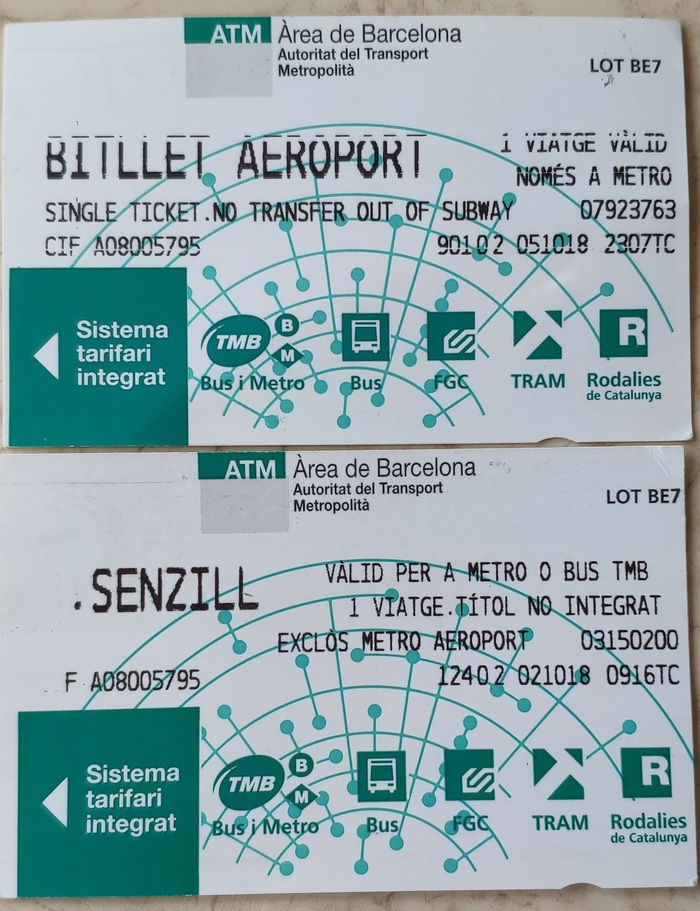 ATM Àrea de Barcelona
Autoritat del Transport
Metropolità
LOT BE7
BITLLET AEROPORT
1 VIATGE VÀLID
NOMÉS A METRO
SINGLE TICKET.NO TRANSFER OUT OF SUBWAY 07923763
CIF A08005795 90102 051018 2307TC
Sistema
tarifari
integrat
TMB B M
Bus i Metro Bus FGC TRAM R Rodalies
de Catalunya
ATM Àrea de Barcelona
Autoritat del Transport
Metropolità
LOT BE7
.SENZILL
VÀLID PER A METRO O BUS TMB
1 VIATGE.TÍTOL NO INTEGRAT
EXCLÒS METRO AEROPORT 03150200
F A08005795 12402 021018 0916TC
Sistema
tarifari
integrat
TMB B M
Bus i Metro Bus FGC TRAM R Rodalies
de Catalunya